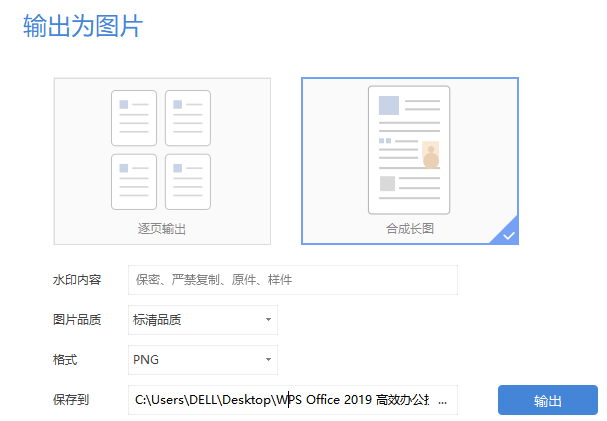 输出为图片
逐页输出
合成长图
水印内容 保密、严禁复制、原件、样件
图片品质 标清品质
格式 PNG
保存到 C:\Users\DELL\Desktop\WPS Office 2019 高效办公 ... 输出